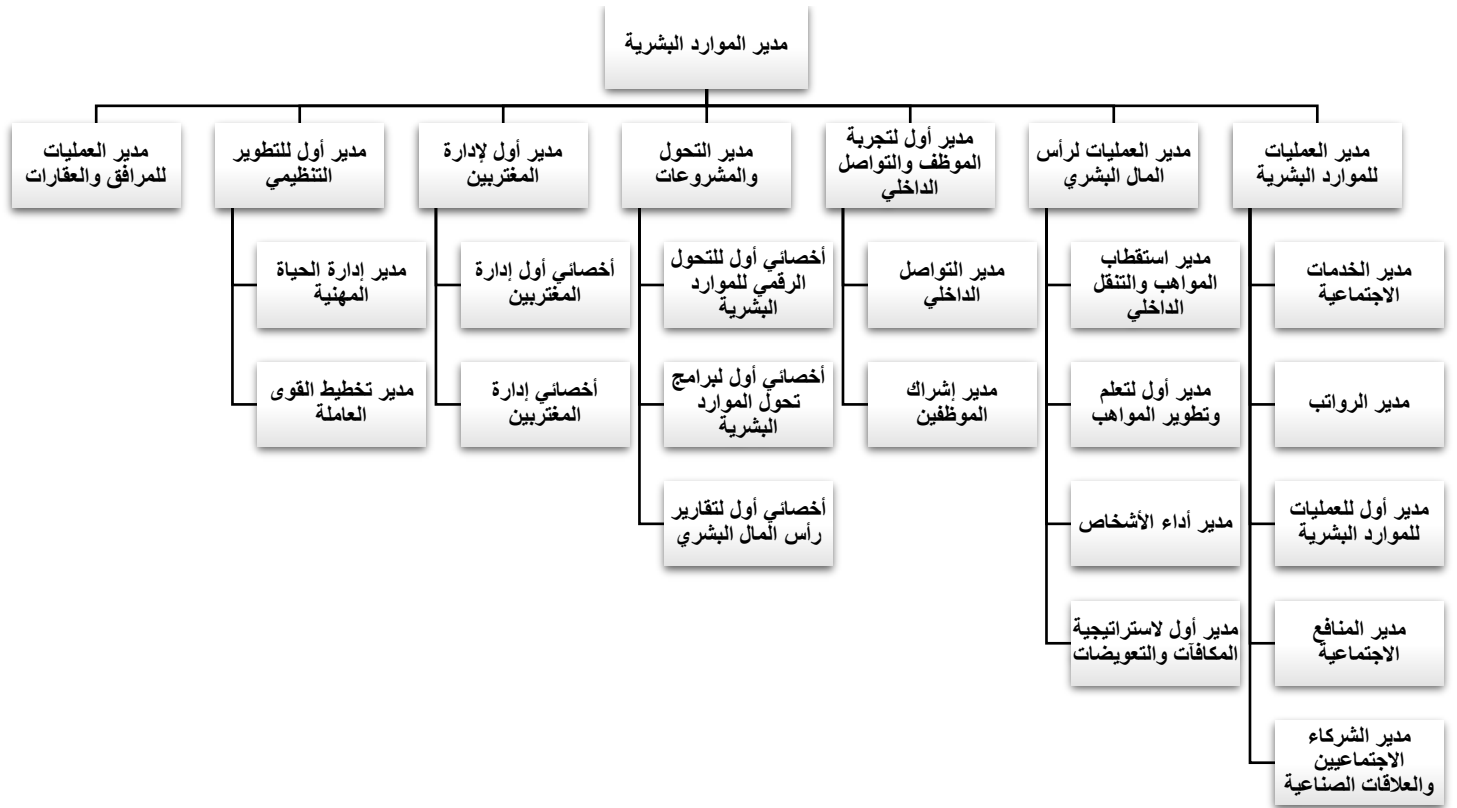 مدير الموارد البشرية
مدير العمليات
للموارد البشرية
مدير العمليات لرأس
المال البشري
مدير أول لتجربة
الموظف والتواصل
الداخلي
مدير التحول
والمشروعات
مدير أول لإدارة
المغتربين
مدير أول للتطوير
التنظيمي
مدير العمليات
للمرافق والعقارات
مدير الخدمات
الاجتماعية
مدير الرواتب
مدير أول للعمليات
للموارد البشرية
مدير المنافع
الاجتماعية
مدير الشركاء
الاجتماعيين
والعلاقات الصناعية
مدير استقطاب
المواهب والتنقل
الداخلي
مدير أول لتعلم
وتطوير المواهب
مدير أداء الأشخاص
مدير أول لاستراتيجية
المكافآت والتعويضات
مدير التواصل
الداخلي
مدير إشراك
الموظفين
أخصائي أول للتحول
الرقمي للموارد
البشرية
أخصائي أول لبرامج
تحول الموارد
البشرية
أخصائي أول لتقارير
رأس المال البشري
أخصائي أول إدارة
المغتربين
أخصائي إدارة
المغتربين
مدير إدارة الحياة
المهنية
مدير تخطيط القوى
العاملة